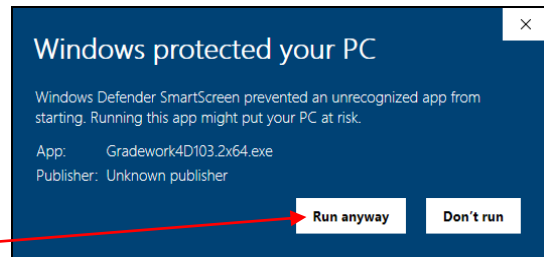 Windows protected your PC
Windows Defender SmartScreen prevented an unrecognized app from
starting. Running this app might put your PC at risk.
App: Gradework4D103.2x64.exe
Publisher: Unknown publisher
Run anyway Don't run